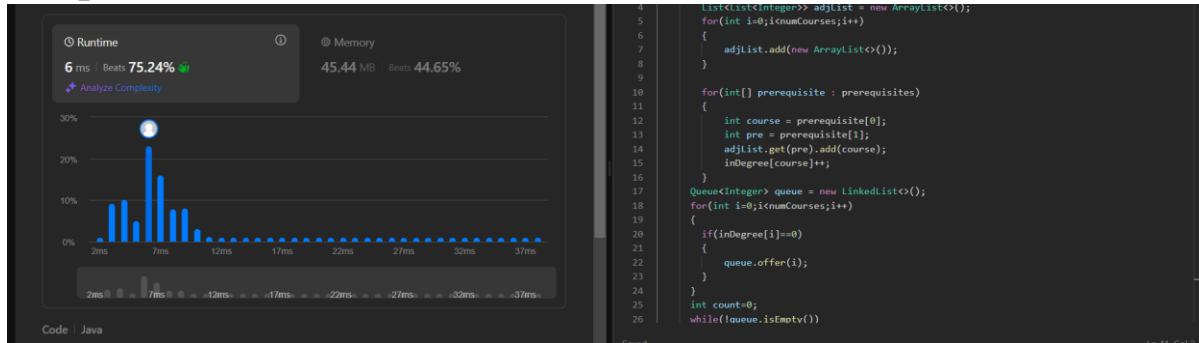 Runtime
6 ms | Beats 75.24%
Analyze Complexity
Memory
45.44 MB | Beats 44.65%
30%
20%
10%
0%
2ms 7ms 12ms 17ms 22ms 27ms 32ms 37ms
2ms 7ms 12ms 17ms 22ms 27ms 32ms 37ms
Code | Java
4 List<List<Integer>> adjList = new ArrayList<>();
5 for(int i=0;i<numCourses;i++)
6 {
7 adjList.add(new ArrayList<>());
8 }
9
10 for(int[] prerequisite : prerequisites)
11 {
12 int course = prerequisite[0];
13 int pre = prerequisite[1];
14 adjList.get(pre).add(course);
15 inDegree[course]++;
16 }
17 Queue<Integer> queue = new LinkedList<>();
18 for(int i=0;i<numCourses;i++)
19 {
20 if(inDegree[i]==0)
21 {
22 queue.offer(i);
23 }
24 }
25 int count=0;
26 while(!queue.isEmpty())